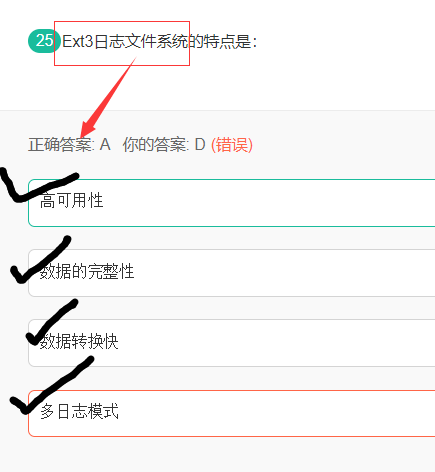 25 Ext3日志文件系统的特点是：
正确答案: A 你的答案: D (错误)
高可用性
数据的完整性
数据转换快
多日志模式